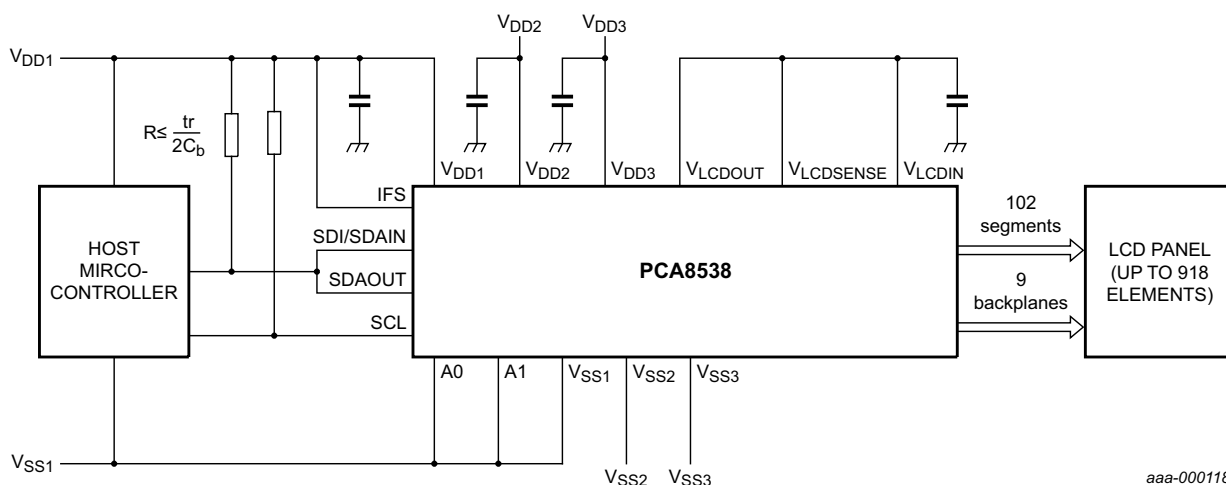 VDD2 VDD3
VDD1
R≤ tr
2Cb
VDD1 VDD2 VDD3 VLCDOUT VLCDSENSE VLCDIN
IFS
SDI/SDAIN
SDAOUT
SCL
HOST
MIRCO-
CONTROLLER
PCA8538
102
segments
9
backplanes
LCD PANEL
(UP TO 918
ELEMENTS)
A0 A1 VSS1 VSS2 VSS3
VSS1
VSS2 VSS3
aaa-000118